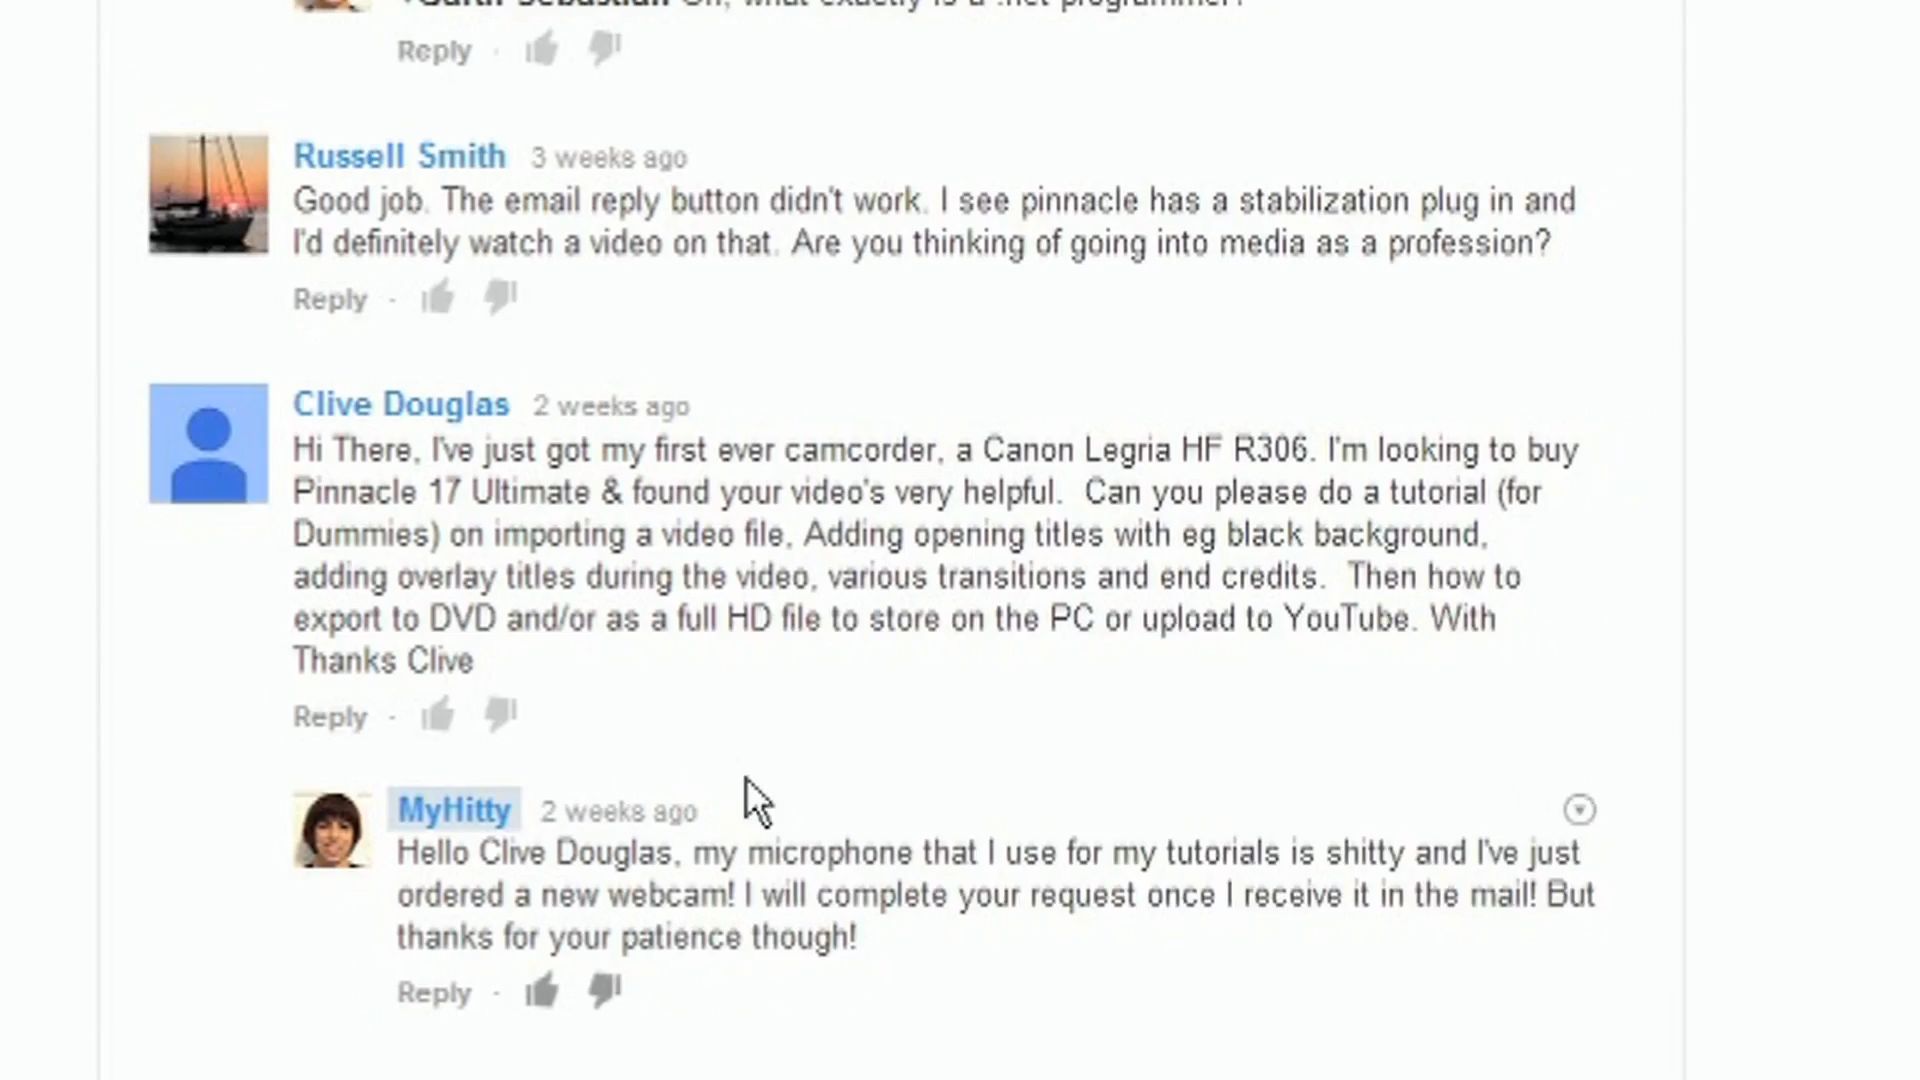 +Garth Sebastian Oh, what exactly is a .net programmer?
Reply
Russell Smith 3 weeks ago
Good job. The email reply button didn't work. I see pinnacle has a stabilization plug in and
I'd definitely watch a video on that. Are you thinking of going into media as a profession?
Reply
Clive Douglas 2 weeks ago
Hi There, I've just got my first ever camcorder, a Canon Legria HF R306. I'm looking to buy
Pinnacle 17 Ultimate & found your video's very helpful. Can you please do a tutorial (for
Dummies) on importing a video file, Adding opening titles with eg black background,
adding overlay titles during the video, various transitions and end credits. Then how to
export to DVD and/or as a full HD file to store on the PC or upload to YouTube. With
Thanks Clive
Reply
MyHitty 2 weeks ago
Hello Clive Douglas, my microphone that I use for my tutorials is shitty and I've just
ordered a new webcam! I will complete your request once I receive it in the mail! But
thanks for your patience though!
Reply